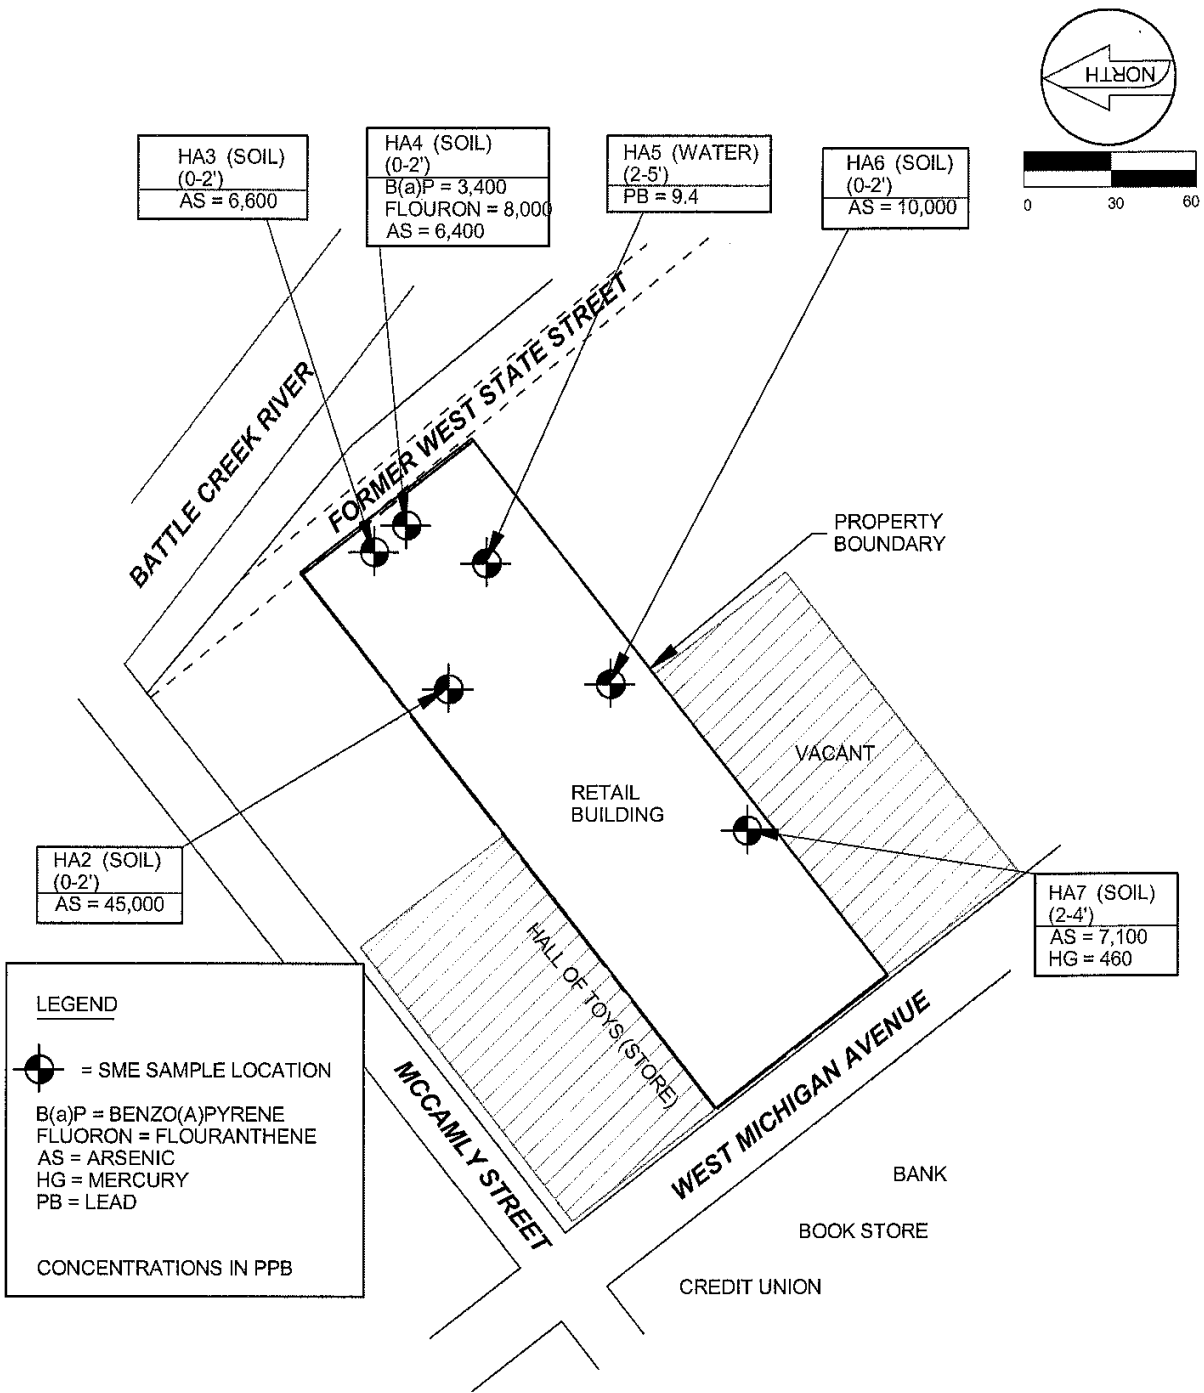 NORTH
0 30 60
HA3 (SOIL)
(0-2')
AS = 6,600
HA4 (SOIL)
(0-2')
B(a)P = 3,400
FLOURON = 8,000
AS = 6,400
HA5 (WATER)
(2-5')
PB = 9.4
HA6 (SOIL)
(0-2')
AS = 10,000
BATTLE CREEK RIVER
FORMER WEST STATE STREET
PROPERTY
BOUNDARY
VACANT
RETAIL
BUILDING
HA2 (SOIL)
(0-2')
AS = 45,000
HA7 (SOIL)
(2-4')
AS = 7,100
HG = 460
HALL OF TOYS (STORE)
MCCAMLY STREET
WEST MICHIGAN AVENUE
BANK
BOOK STORE
CREDIT UNION
LEGEND
= SME SAMPLE LOCATION
B(a)P = BENZO(A)PYRENE
FLUORON = FLOURANTHENE
AS = ARSENIC
HG = MERCURY
PB = LEAD
CONCENTRATIONS IN PPB